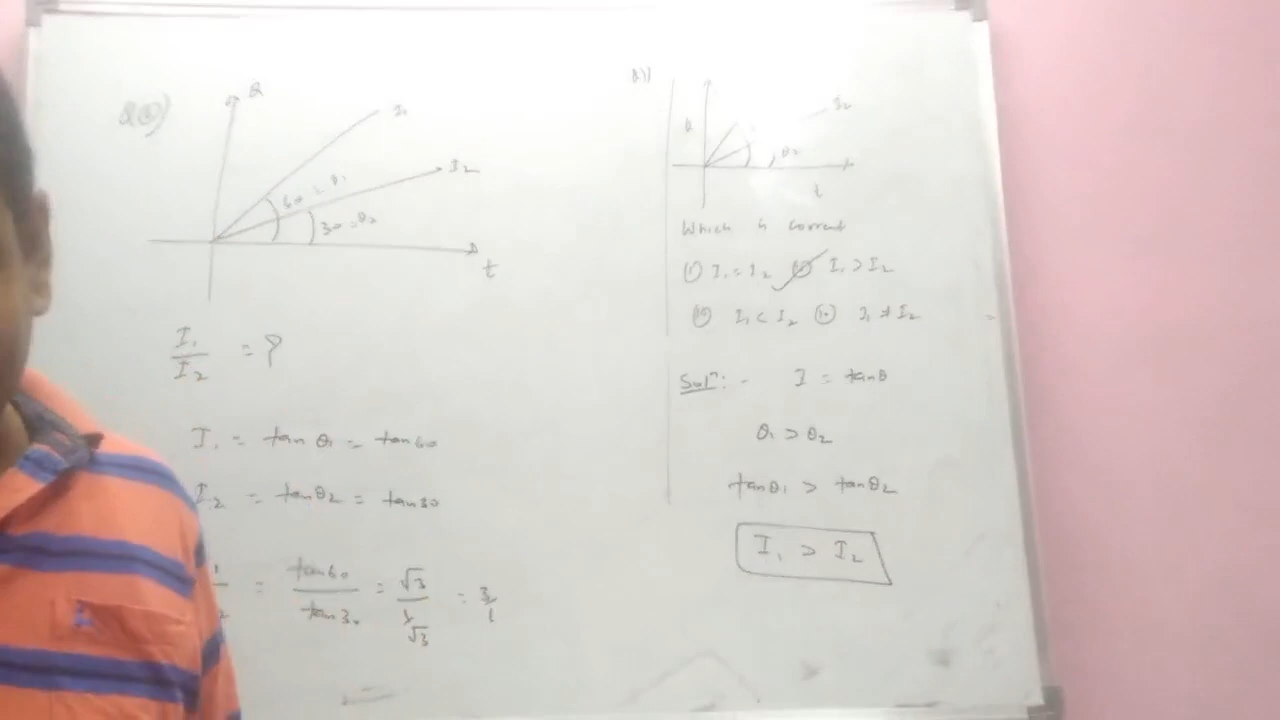 Q
I₁
I₂
60 = θ₁
30 = θ₂
t
I₁/I₂ = ?
I₁ = tan θ₁ = tan 60
I₂ = tan θ₂ = tan 30
= tan 60 / tan 30 = √3 / 1/√3 = 3/1
I₂
θ₂
t
Which is correct
(i) I₁ = I₂ (ii) I₁ > I₂
(iii) I₁ < I₂ (iv) I₁ ≠ I₂
Solⁿ:- I = tan θ
θ₁ > θ₂
tan θ₁ > tan θ₂
I₁ > I₂